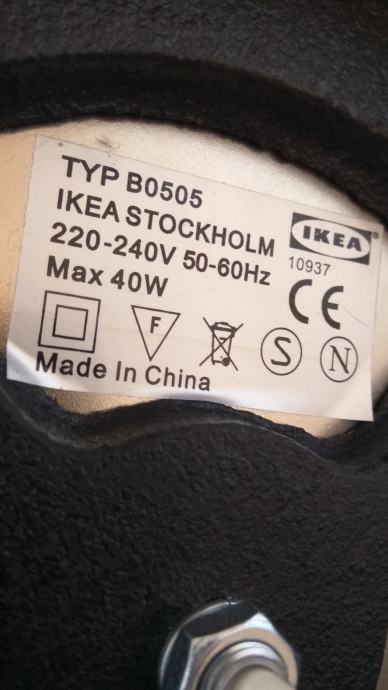 TYP B0505
IKEA STOCKHOLM
220-240V 50-60Hz
Max 40W
IKEA
10937
CE
F
S
N
Made In China